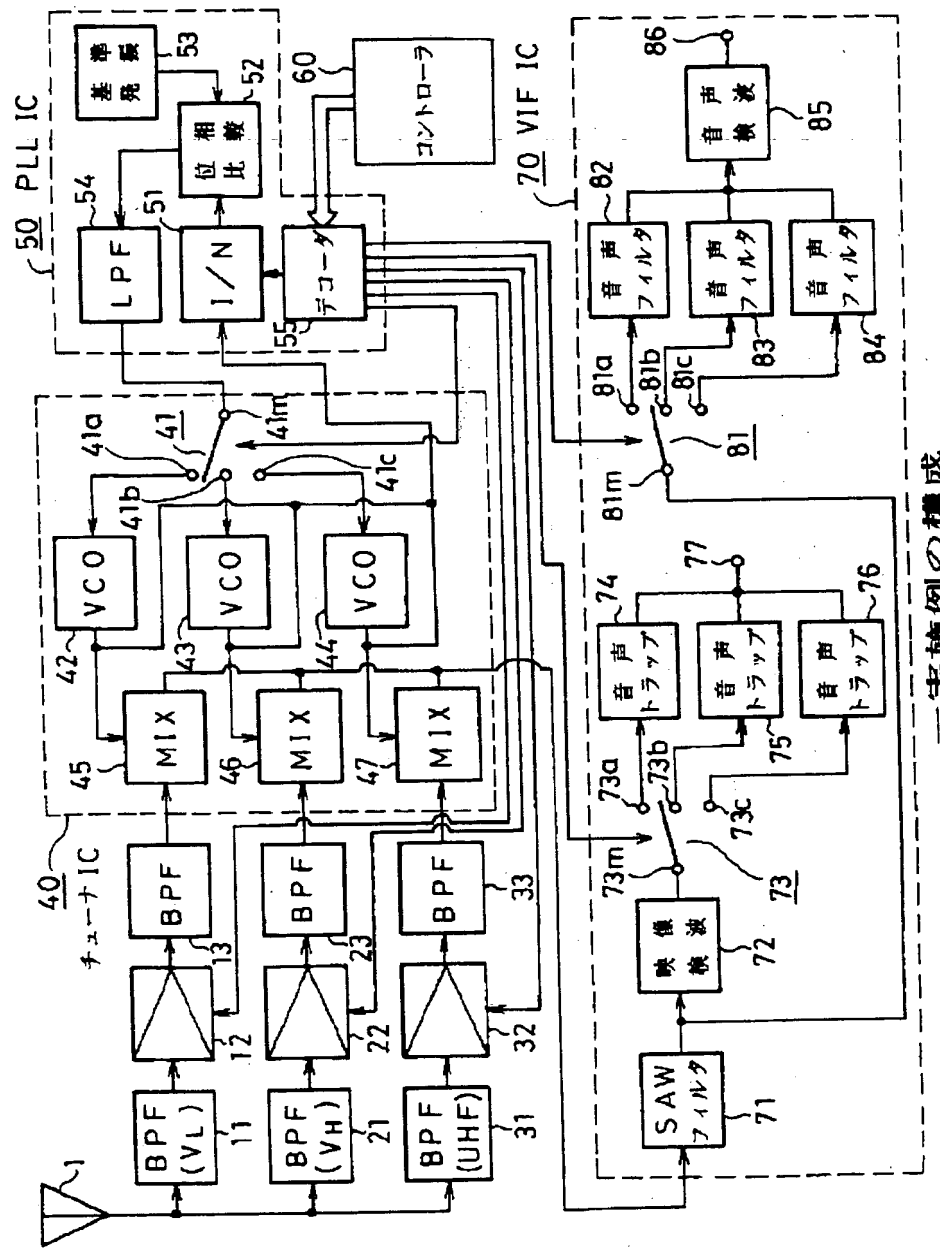 1
BPF
(VL)
11
12
BPF
13
BPF
(VH)
21
22
BPF
23
BPF
(UHF)
31
32
BPF
33
40
チューナIC
MIX
45
MIX
46
MIX
47
VCO
42
VCO
43
VCO
44
41a
41
41b
41m
41c
50 PLL IC
LPF
54
1/N
51
位相
比較
52
基準
発振
53
デコーダ
55
コントローラ
60
70 VIF IC
SAW
フィルタ
71
映像
検波
72
73m
73
73a
73b
73c
音声
トラップ
74
音声
トラップ
75
音声
トラップ
76
77
81m
81
81a
81b
81c
音声
フィルタ
82
音声
フィルタ
83
音声
フィルタ
84
音声
検波
85
86
一実施例の構成